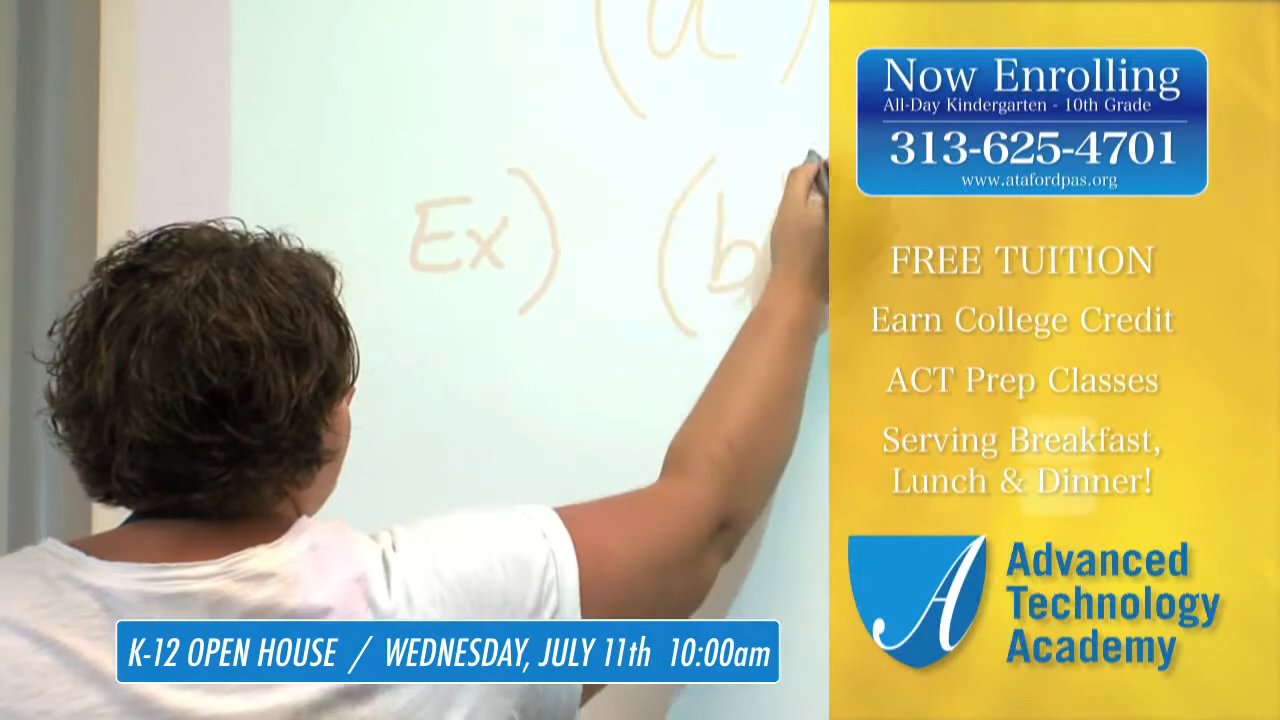 (a)
Ex) (b
Now Enrolling
All-Day Kindergarten - 10th Grade
313-625-4701
www.atafordpas.org
FREE TUITION
Earn College Credit
ACT Prep Classes
Serving Breakfast,
Lunch & Dinner!
A
Advanced
Technology
Academy
K-12 OPEN HOUSE / WEDNESDAY, JULY 11th 10:00am